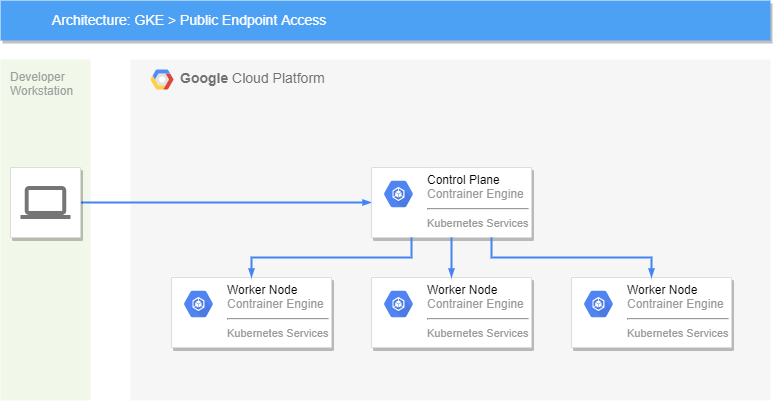 Architecture: GKE > Public Endpoint Access
Developer
Workstation
Google Cloud Platform
Control Plane
Contrainer Engine
Kubernetes Services
Worker Node
Contrainer Engine
Kubernetes Services
Worker Node
Contrainer Engine
Kubernetes Services
Worker Node
Contrainer Engine
Kubernetes Services